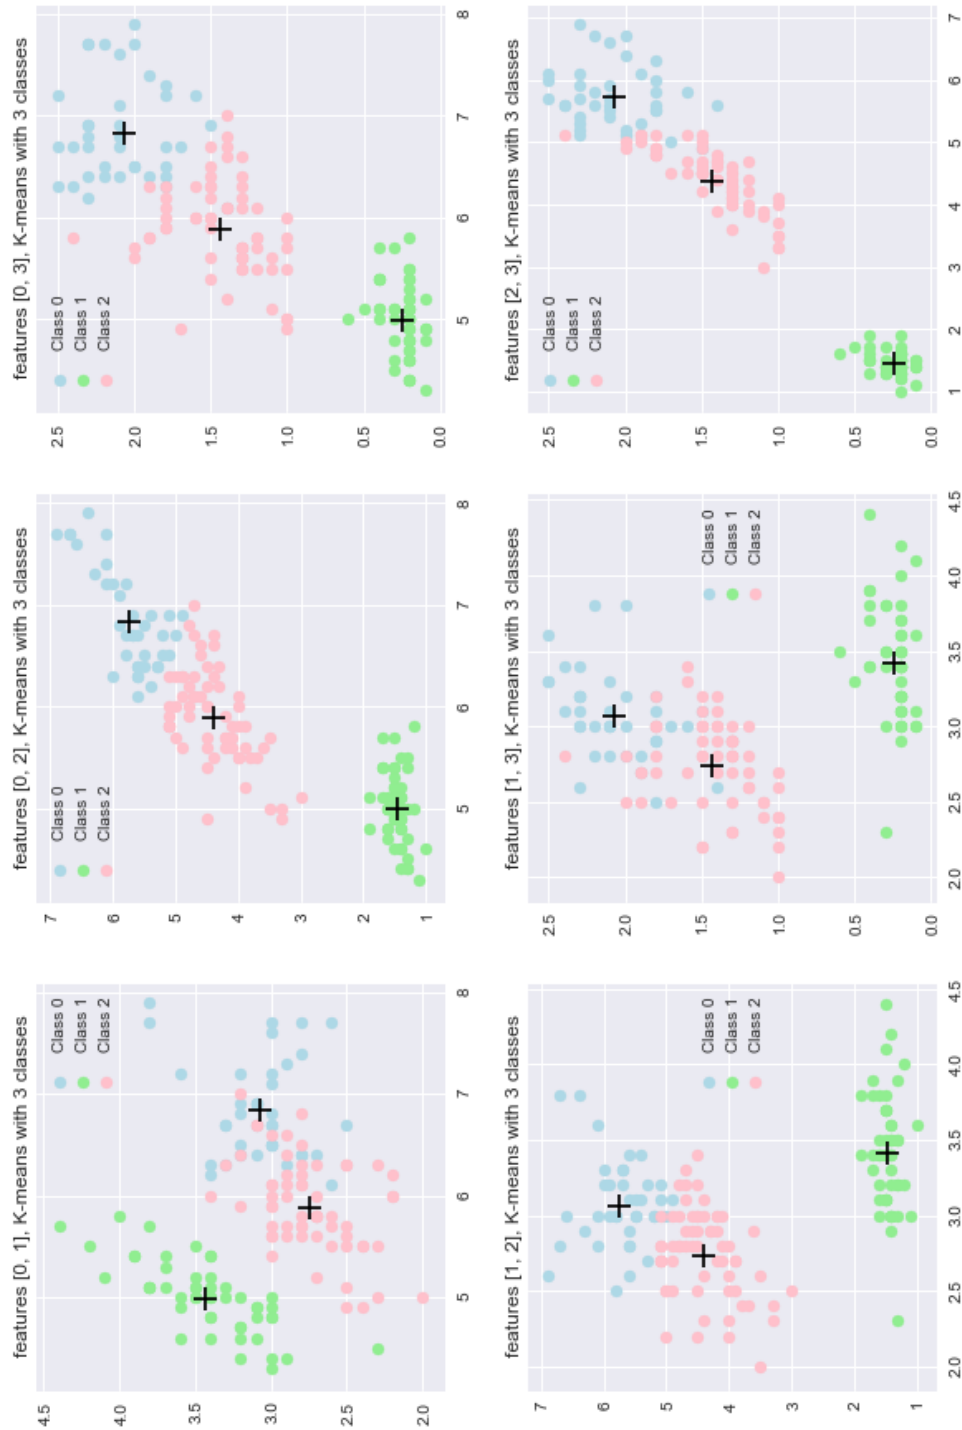 features [0, 1], K-means with 3 classes
4.5
4.0
3.5
3.0
2.5
2.0
Class 0
Class 1
Class 2
5 6 7 8
features [0, 2], K-means with 3 classes
7
6
5
4
3
2
1
Class 0
Class 1
Class 2
5 6 7 8
features [0, 3], K-means with 3 classes
2.5
2.0
1.5
1.0
0.5
0.0
Class 0
Class 1
Class 2
5 6 7 8
features [1, 2], K-means with 3 classes
7
6
5
4
3
2
1
Class 0
Class 1
Class 2
2.0 2.5 3.0 3.5 4.0 4.5
features [1, 3], K-means with 3 classes
2.5
2.0
1.5
1.0
0.5
0.0
Class 0
Class 1
Class 2
2.0 2.5 3.0 3.5 4.0 4.5
features [2, 3], K-means with 3 classes
2.5
2.0
1.5
1.0
0.5
0.0
Class 0
Class 1
Class 2
1 2 3 4 5 6 7